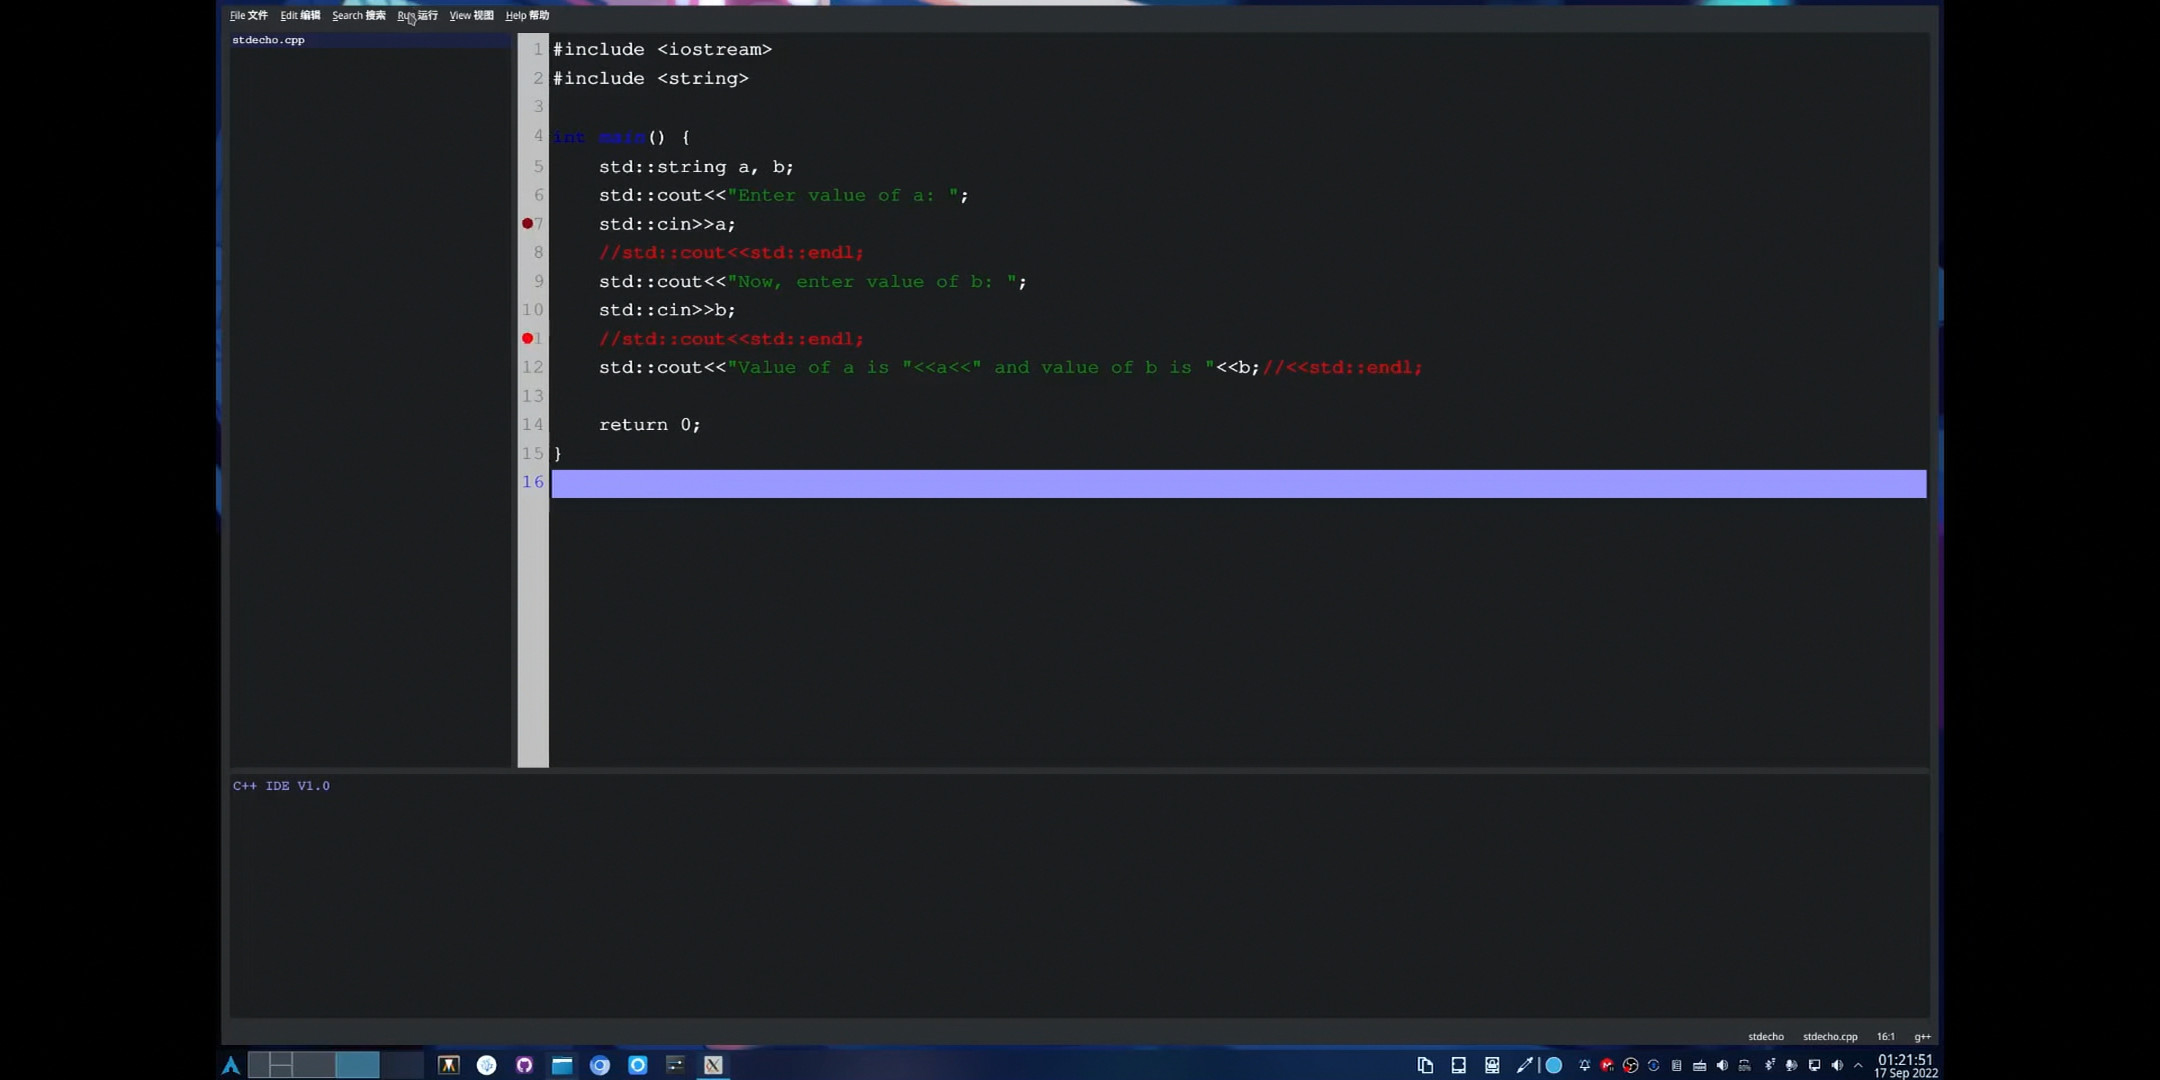 File 文件 Edit 编辑 Search 搜索 Run 运行 View 视图 Help 帮助
stdecho.cpp
1 #include <iostream>
2 #include <string>
3
4 int main() {
5 std::string a, b;
6 std::cout<<"Enter value of a: ";
7 std::cin>>a;
8 //std::cout<<std::endl;
9 std::cout<<"Now, enter value of b: ";
10 std::cin>>b;
1 //std::cout<<std::endl;
12 std::cout<<"Value of a is "<<a<<" and value of b is "<<b;//<<std::endl;
13
14 return 0;
15 }
16
C++ IDE V1.0
stdecho stdecho.cpp 16:1 g++
01:21:51
17 Sep 2022